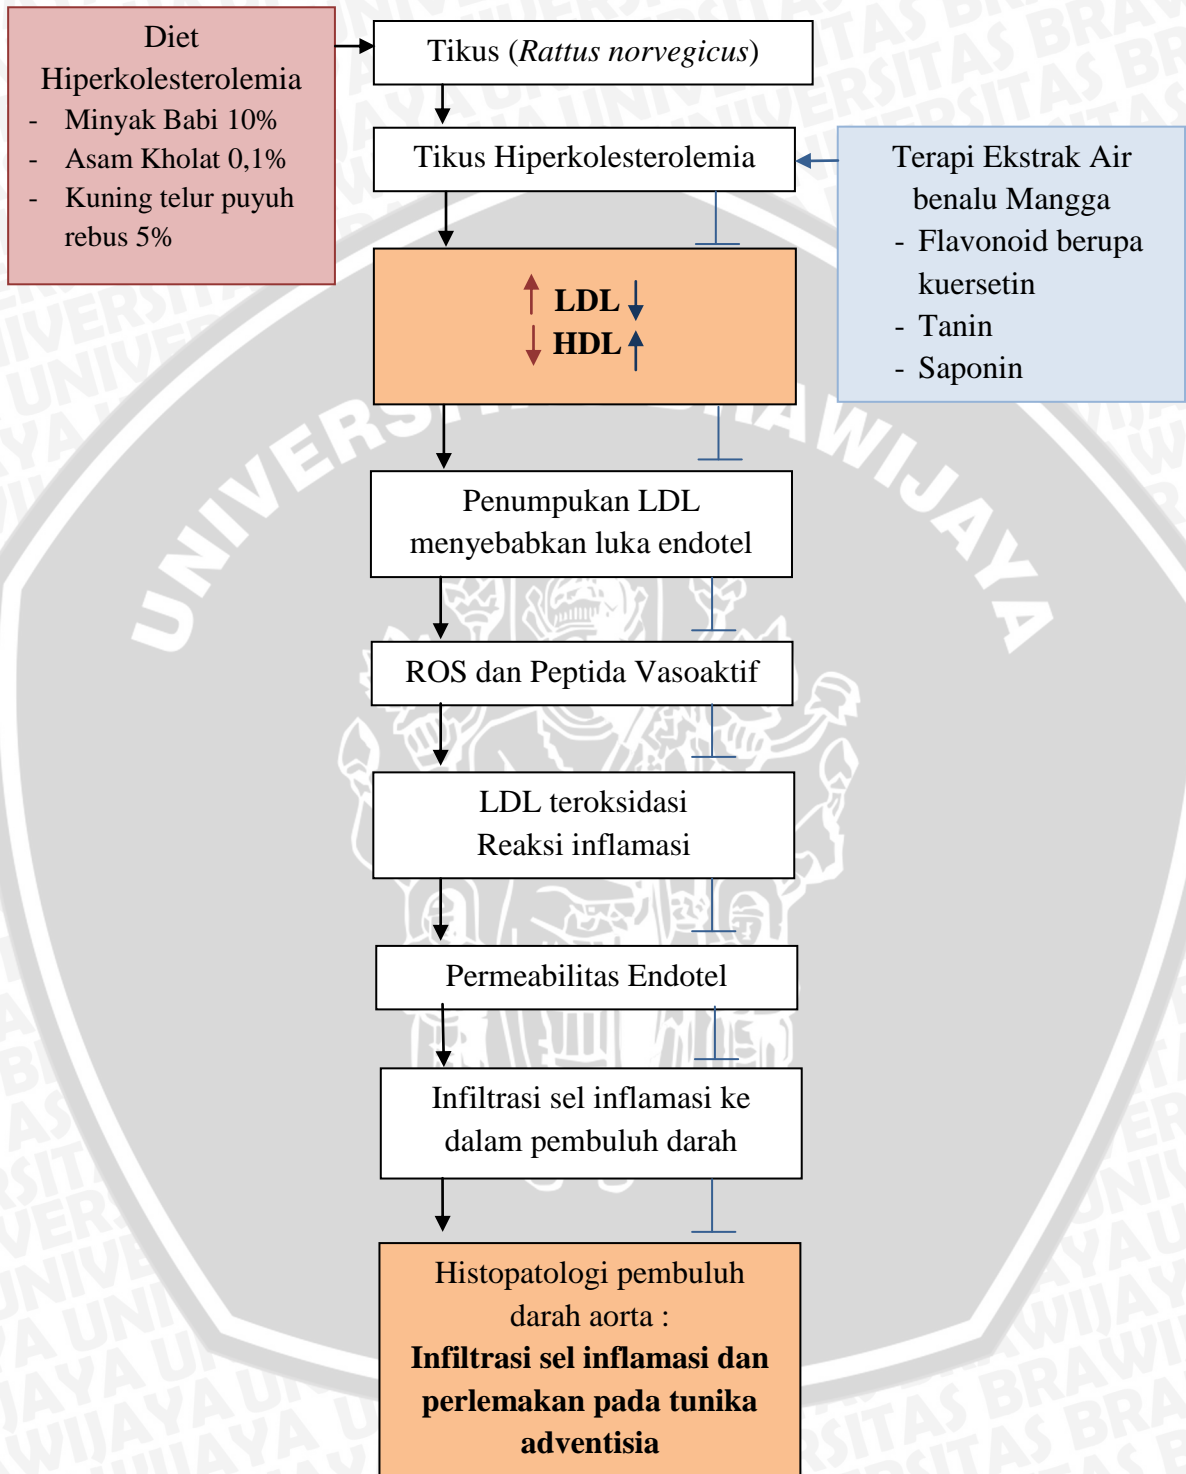 Diet
Hiperkolesterolemia
- Minyak Babi 10%
- Asam Kholat 0,1%
- Kuning telur puyuh
rebus 5%
Tikus (Rattus norvegicus)
Tikus Hiperkolesterolemia
Terapi Ekstrak Air
benalu Mangga
- Flavonoid berupa
kuersetin
- Tanin
- Saponin
↑ LDL ↓
↓ HDL ↑
Penumpukan LDL
menyebabkan luka endotel
ROS dan Peptida Vasoaktif
LDL teroksidasi
Reaksi inflamasi
Permeabilitas Endotel
Infiltrasi sel inflamasi ke
dalam pembuluh darah
Histopatologi pembuluh
darah aorta :
Infiltrasi sel inflamasi dan
perlemakan pada tunika
adventisia
UNIVERSITAS BRAWIJAYA